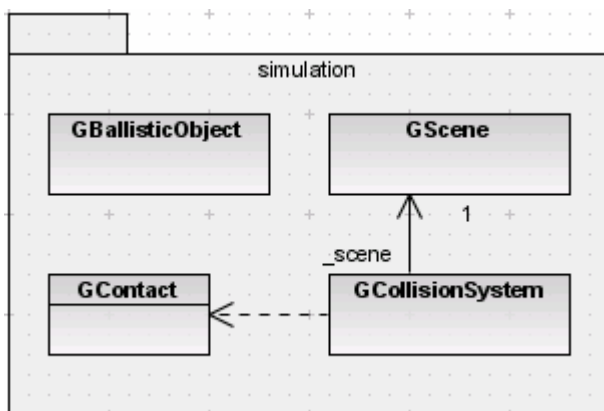 simulation
GBallisticObject
GScene
1
_scene
GContact
GCollisionSystem